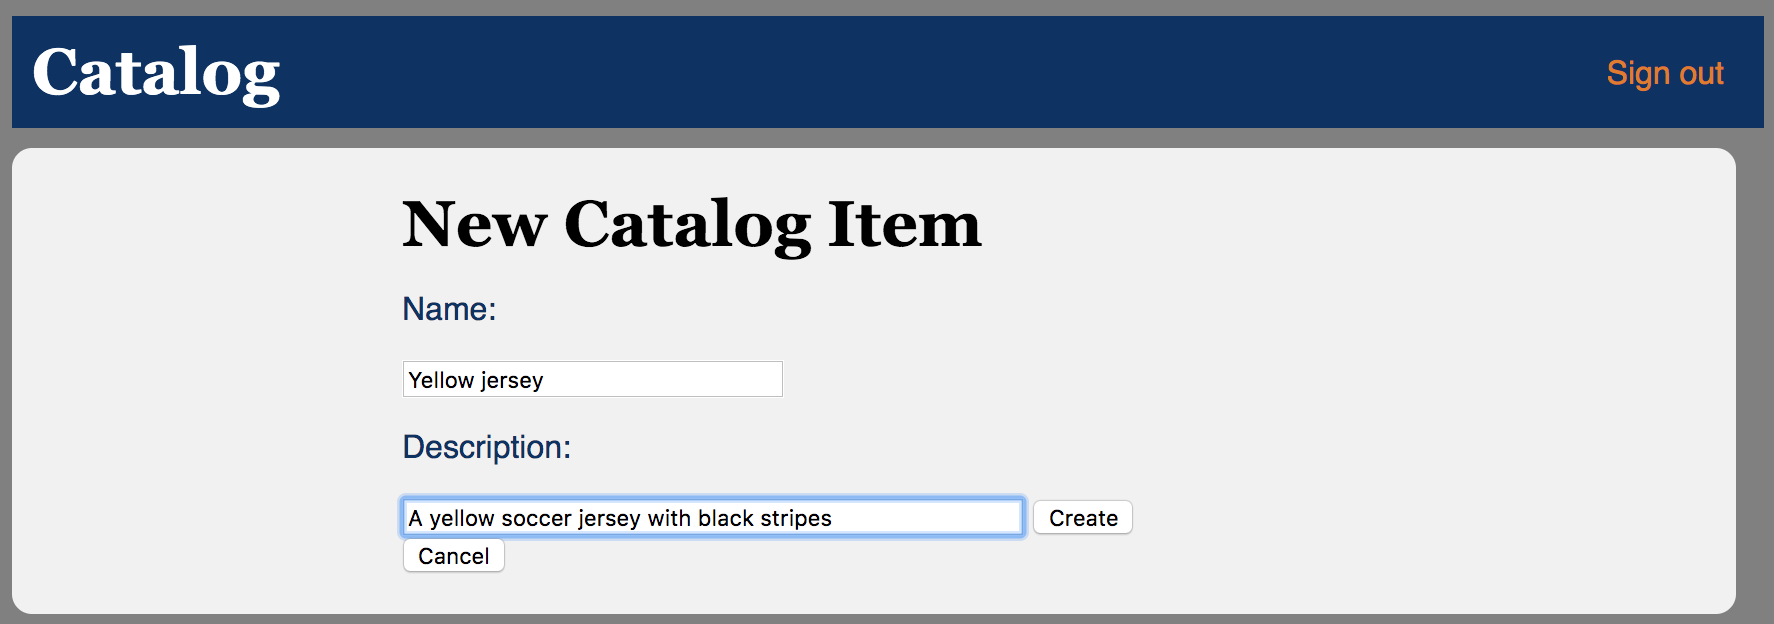 Catalog
Sign out
New Catalog Item
Name:
Yellow jersey
Description:
A yellow soccer jersey with black stripes
Create
Cancel